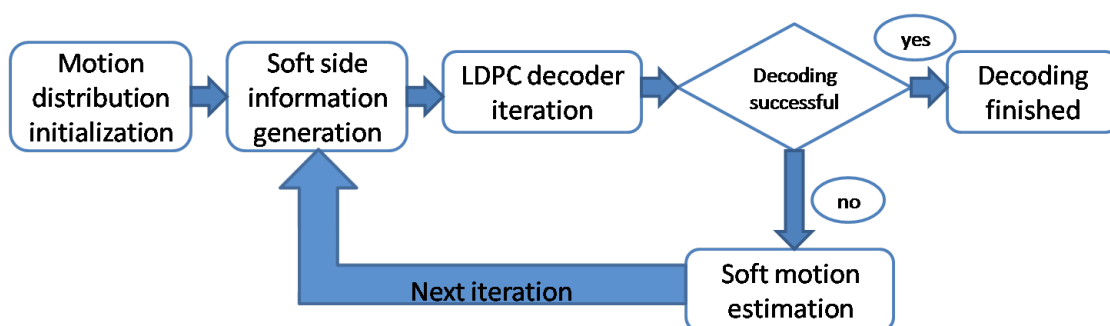 Motion
distribution
initialization
Soft side
information
generation
LDPC decoder
iteration
Decoding
successful
yes
Decoding
finished
no
Soft motion
estimation
Next iteration